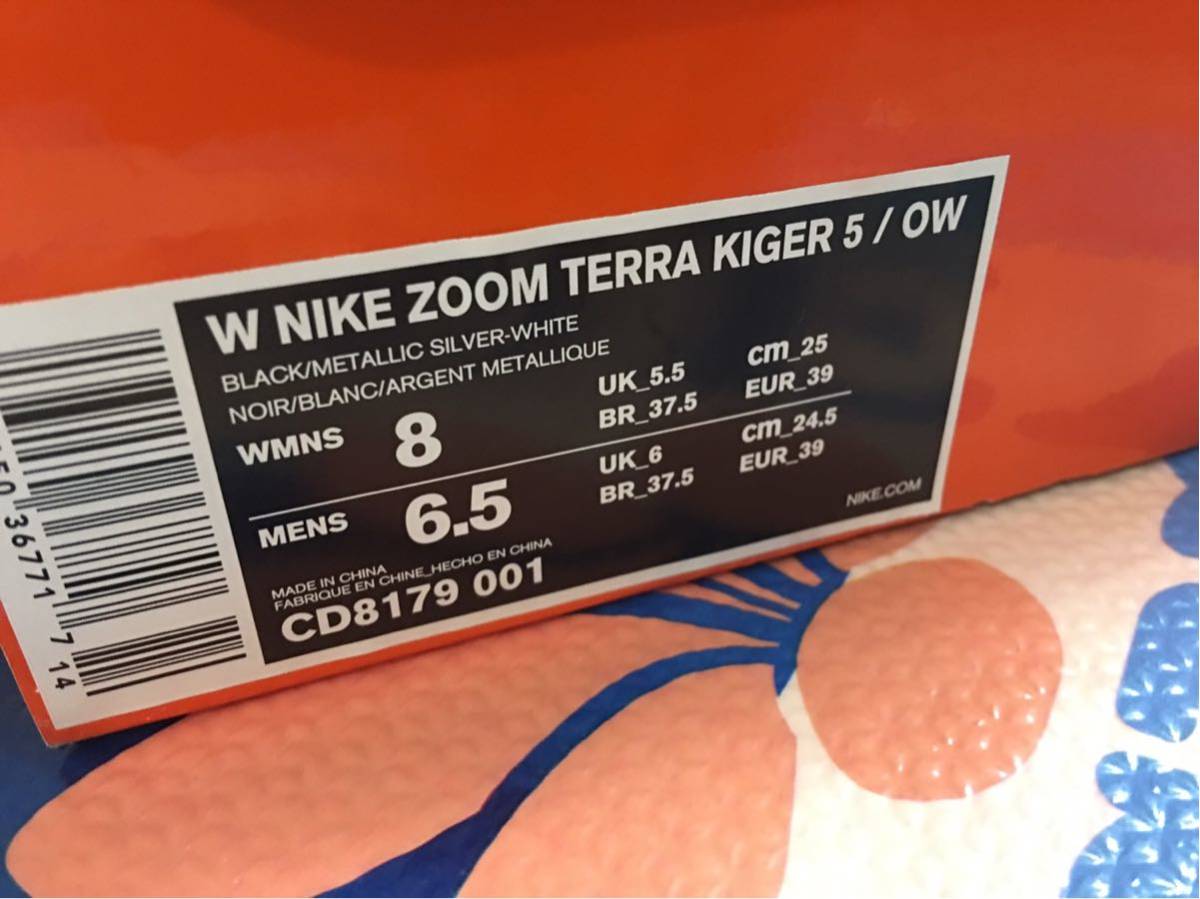 W NIKE ZOOM TERRA KIGER 5 / OW
BLACK/METALLIC SILVER-WHITE
NOIR/BLANC/ARGENT METALLIQUE
WMNS 8 UK_5.5 cm_25
BR_37.5 EUR_39
MENS 6.5 UK_6 cm_24.5
BR_37.5 EUR_39
NIKE.COM
MADE IN CHINA
FABRIQUE EN CHINE_HECHO EN CHINA
CD8179 001
36771 7 14